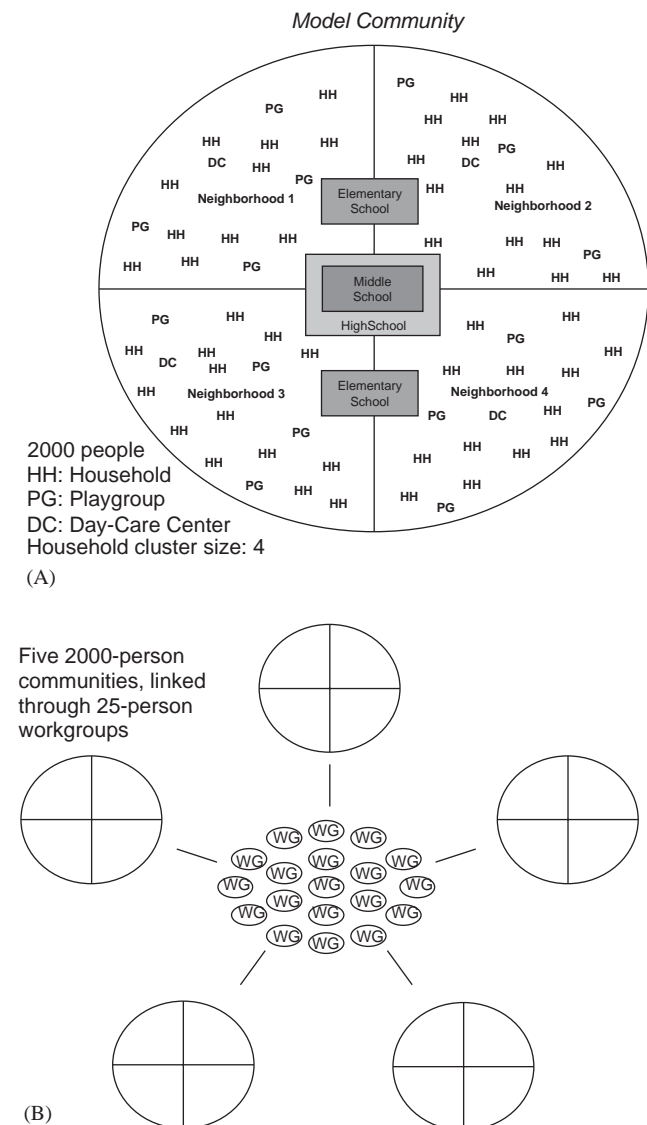 Model Community
HH
PG
HH HH HH
DC HH
PG
HH
Neighborhood 1
PG
HH HH HH
HH HH PG
PG
HH
HH HH
HH PG
HH DC HH
HH HH
Neighborhood 2
HH HH HH
PG
HH HH HH
Elementary
School
Middle
School
HighSchool
PG HH
HH
HH HH HH
DC HH PG
HH
Neighborhood 3
HH
HH PG
HH HH HH
PG HH HH
HH HH
PG
HH HH
HH HH HH
Neighborhood 4
PG
PG DC HH
HH HH
HH HH
HH
HH PG
Elementary
School
2000 people
HH: Household
PG: Playgroup
DC: Day-Care Center
Household cluster size: 4
(A)
Five 2000-person
communities, linked
through 25-person
workgroups
WG WG WG
WG WG WG
WG WG
WG WG WG
WG WG
WG WG WG
WG WG WG
(B)